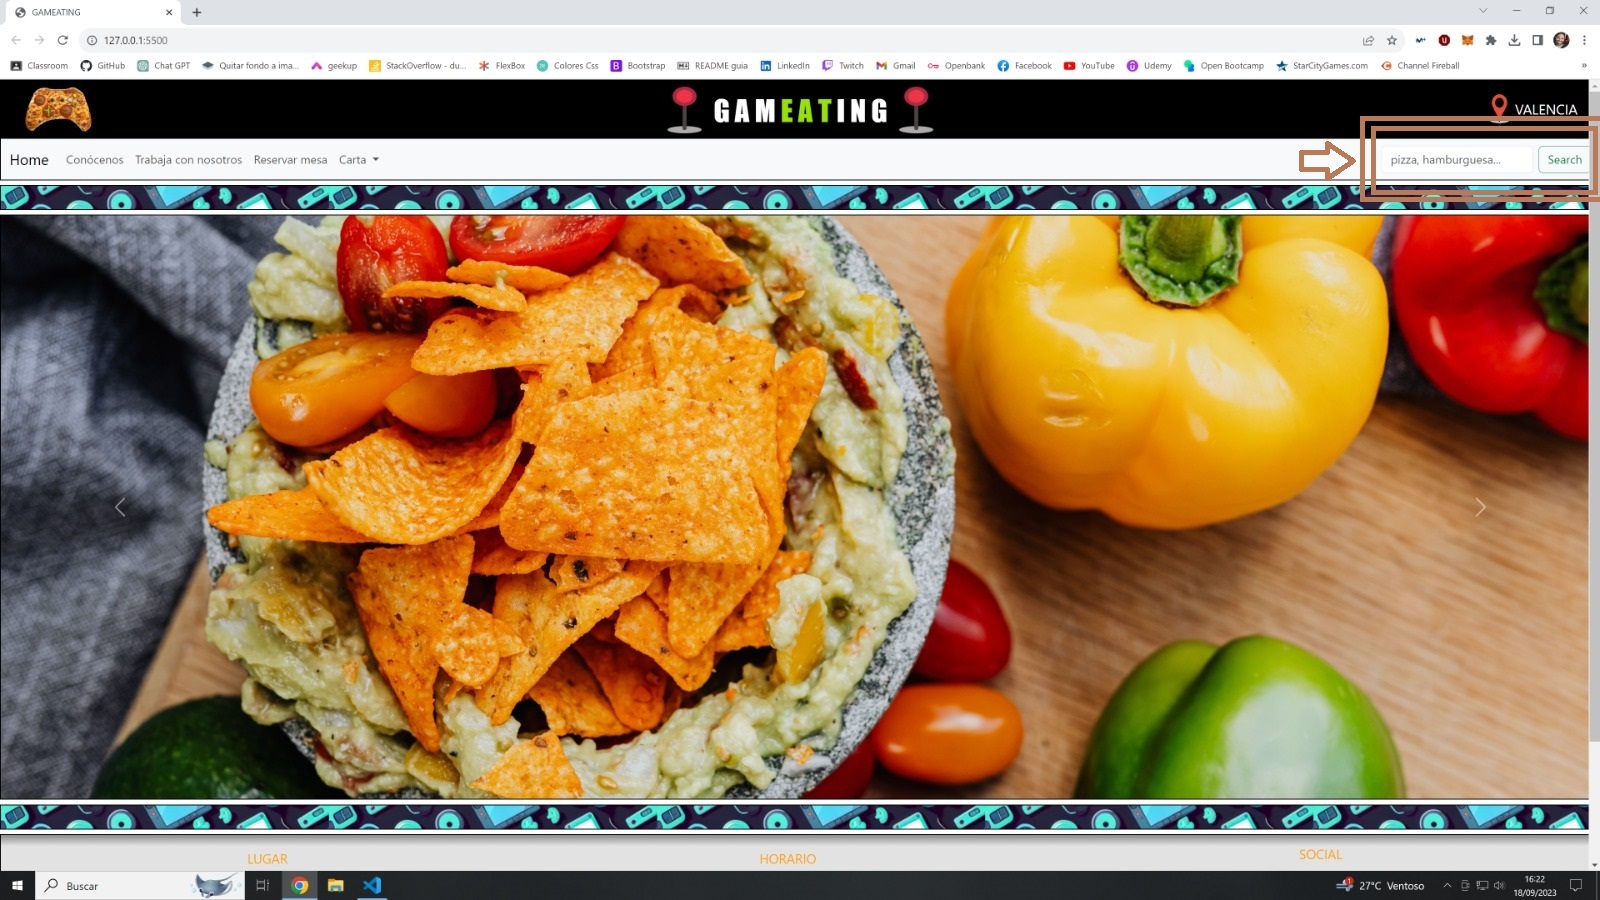 GAMEATING
127.0.0.1:5500
Classroom GitHub Chat GPT Quitar fondo a ima... geekup StackOverflow - du... FlexBox Colores Css Bootstrap README guia LinkedIn Twitch Gmail Openbank Facebook YouTube Udemy Open Bootcamp StarCityGames.com Channel Fireball »
GAMEATING
VALENCIA
Home Conócenos Trabaja con nosotros Reservar mesa Carta
pizza, hamburguesa... Search
LUGAR HORARIO SOCIAL
Buscar
27°C Ventoso
16:22
18/09/2023